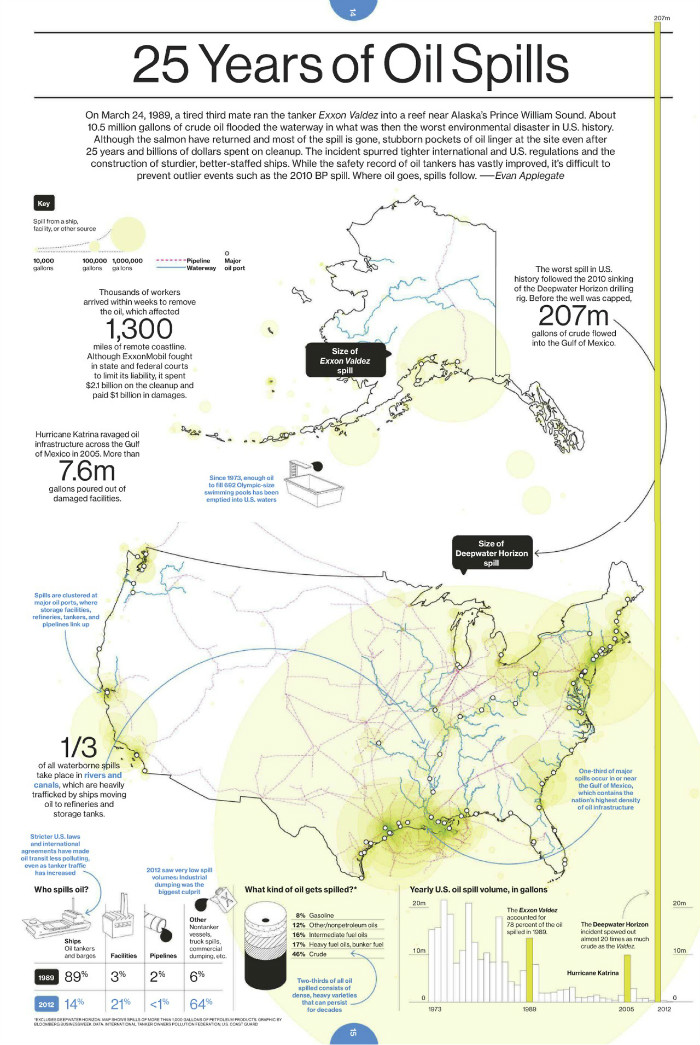 14
207m
25 Years of Oil Spills
On March 24, 1989, a tired third mate ran the tanker Exxon Valdez into a reef near Alaska's Prince William Sound. About
10.5 million gallons of crude oil flooded the waterway in what was then the worst environmental disaster in U.S. history.
Although the salmon have returned and most of the spill is gone, stubborn pockets of oil linger at the site even after
25 years and billions of dollars spent on cleanup. The incident spurred tighter international and U.S. regulations and the
construction of sturdier, better-staffed ships. While the safety record of oil tankers has vastly improved, it's difficult to
prevent outlier events such as the 2010 BP spill. Where oil goes, spills follow. —Evan Applegate
Key
Spill from a ship,
facility, or other source
10,000
gallons
100,000
gallons
1,000,000
gallons
Pipeline
Waterway
Major
oil port
Thousands of workers
arrived within weeks to remove
the oil, which affected
1,300
miles of remote coastline.
Although ExxonMobil fought
in state and federal courts
to limit its liability, it spent
$2.1 billion on the cleanup and
paid $1 billion in damages.
Size of
Exxon Valdez
spill
The worst spill in U.S.
history followed the 2010 sinking
of the Deepwater Horizon drilling
rig. Before the well was capped,
207m
gallons of crude flowed
into the Gulf of Mexico.
Hurricane Katrina ravaged oil
infrastructure across the Gulf
of Mexico in 2005. More than
7.6m
gallons poured out of
damaged facilities.
Since 1973, enough oil
to fill 692 Olympic-size
swimming pools has been
emptied into U.S. waters
Size of
Deepwater Horizon
spill
Spills are clustered at
major oil ports, where
storage facilities,
refineries, tankers, and
pipelines link up
1/3
of all waterborne spills
take place in rivers and
canals, which are heavily
trafficked by ships moving
oil to refineries and
storage tanks.
One-third of major
spills occur in or near
the Gulf of Mexico,
which contains the
nation's highest density
of oil infrastructure
Stricter U.S. laws
and international
agreements have made
oil transit less polluting,
even as tanker traffic
has increased
Who spills oil?
2012 saw very low spill
volumes: Industrial
dumping was the
biggest culprit
Ships
Oil tankers
and barges
Facilities
Pipelines
Other
Nontanker
vessels,
truck spills,
commercial
dumping, etc.
1989 89% 3% 2% 6%
2012 14% 21% <1% 64%
What kind of oil gets spilled?*
8% Gasoline
12% Other/nonpetroleum oils
16% Intermediate fuel oils
17% Heavy fuel oils, bunker fuel
46% Crude
Two-thirds of all oil
spilled consists of
dense, heavy varieties
that can persist
for decades
Yearly U.S. oil spill volume, in gallons
20m
10m
0
The Exxon Valdez
accounted for
78 percent of the oil
spilled in 1989.
The Deepwater Horizon
incident spewed out
almost 20 times as much
crude as the Valdez.
Hurricane Katrina
20m
10m
0
1973
1989
2005
2012
*EXCLUDES DEEPWATER HORIZON. MAP SHOWS SPILLS OF MORE THAN 1,000 GALLONS OF PETROLEUM PRODUCTS. GRAPHIC BY
BLOOMBERG BUSINESSWEEK. DATA: INTERNATIONAL TANKER OWNERS POLLUTION FEDERATION, U.S. COAST GUARD
15